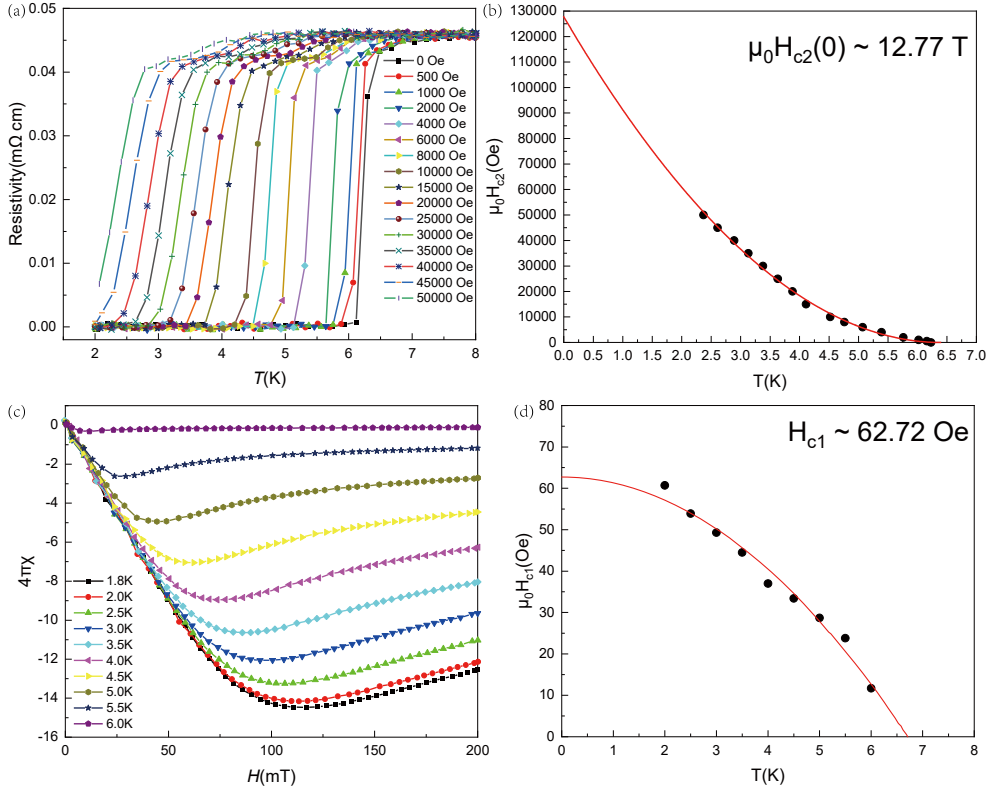 (a)
0.05
0.04
0.03
0.02
0.01
0.00
Resistivity(mΩ cm)
2 3 4 5 6 7 8
T(K)
0 Oe
500 Oe
1000 Oe
2000 Oe
4000 Oe
6000 Oe
8000 Oe
10000 Oe
15000 Oe
20000 Oe
25000 Oe
30000 Oe
35000 Oe
40000 Oe
45000 Oe
50000 Oe
(b)
μ₀H_c2(0) ~ 12.77 T
130000
120000
110000
100000
90000
80000
70000
60000
50000
40000
30000
20000
10000
0
μ₀H_c2(Oe)
0.0 0.5 1.0 1.5 2.0 2.5 3.0 3.5 4.0 4.5 5.0 5.5 6.0 6.5 7.0
T(K)
(c)
0
-2
-4
-6
-8
-10
-12
-14
-16
4πχ
1.8K
2.0K
2.5K
3.0K
3.5K
4.0K
4.5K
5.0K
5.5K
6.0K
0 50 100 150 200
H(mT)
(d)
H_c1 ~ 62.72 Oe
80
70
60
50
40
30
20
10
0
μ₀H_c1(Oe)
0 1 2 3 4 5 6 7 8
T(K)